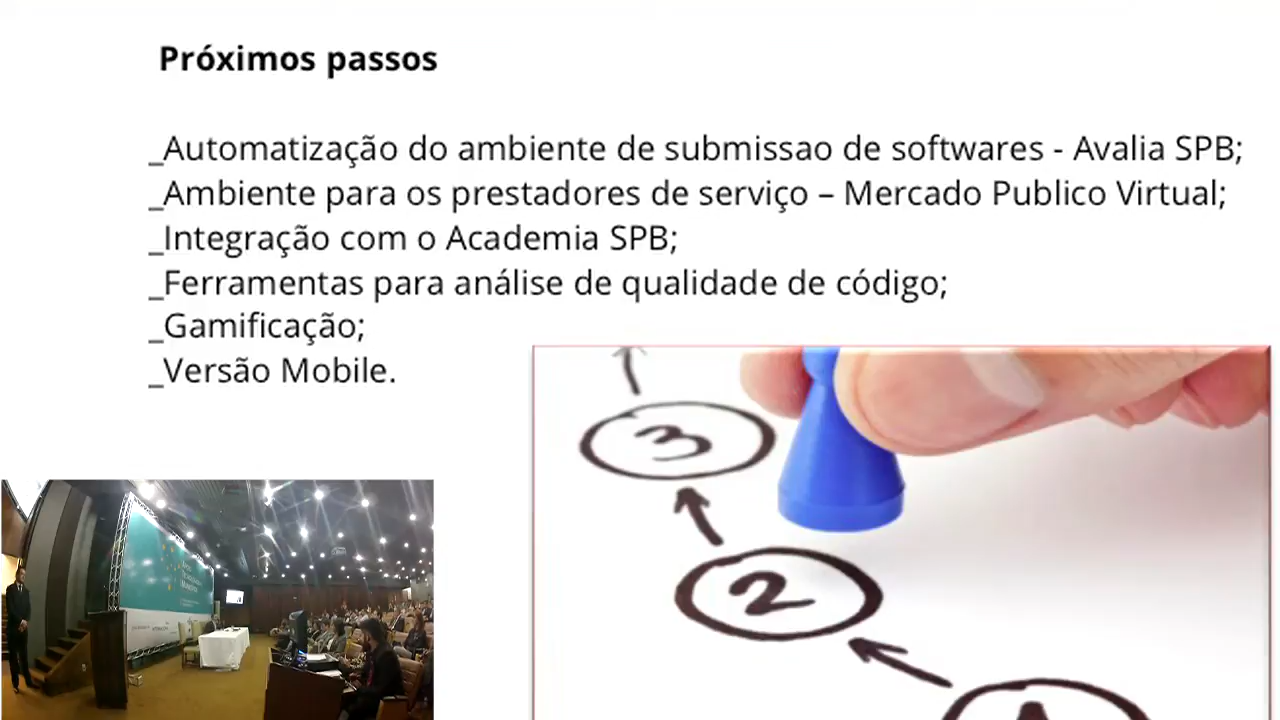 Próximos passos
_Automatização do ambiente de submissao de softwares - Avalia SPB;
_Ambiente para os prestadores de serviço – Mercado Publico Virtual;
_Integração com o Academia SPB;
_Ferramentas para análise de qualidade de código;
_Gamificação;
_Versão Mobile.
3
2